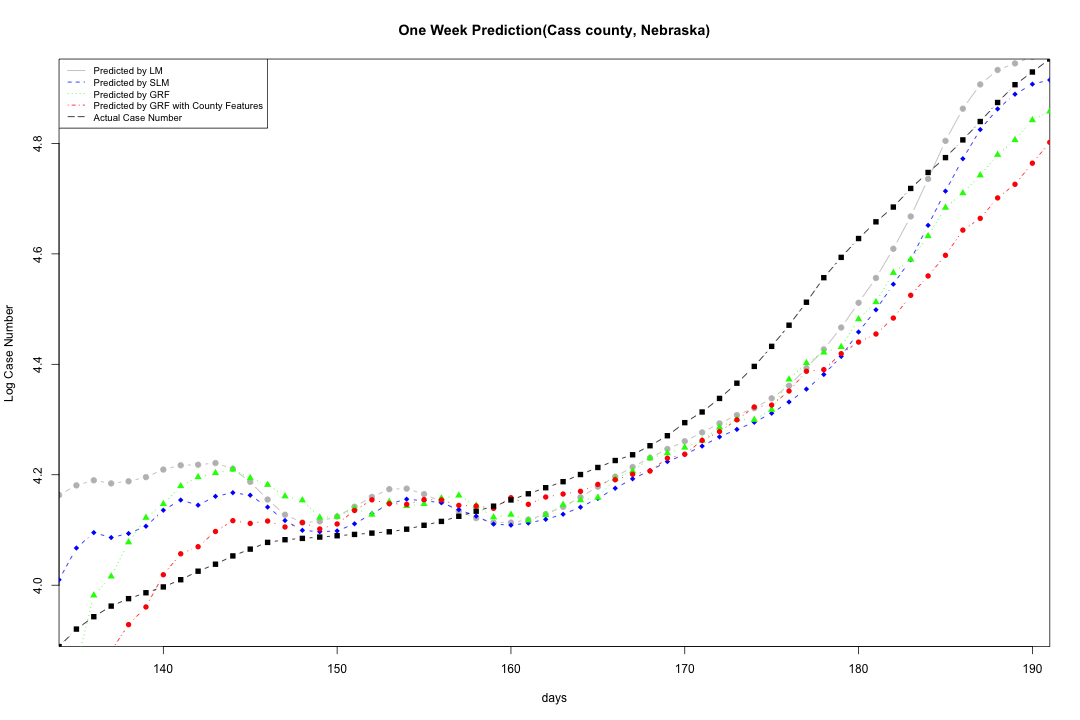 One Week Prediction(Cass county, Nebraska)
Predicted by LM
Predicted by SLM
Predicted by GRF
Predicted by GRF with County Features
Actual Case Number
Log Case Number
4.8
4.6
4.4
4.2
4.0
140 150 160 170 180 190
days